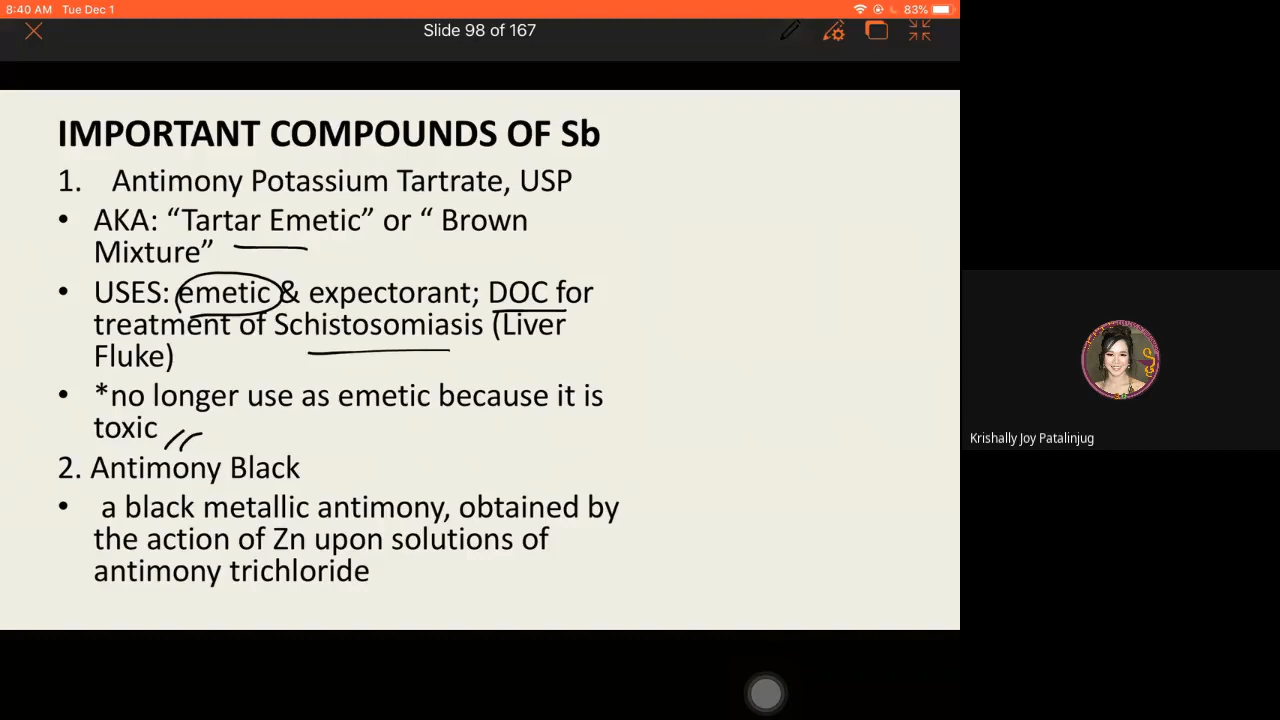 8:40 AM Tue Dec 1
83%
Slide 98 of 167
IMPORTANT COMPOUNDS OF Sb
1. Antimony Potassium Tartrate, USP
• AKA: “Tartar Emetic” or “ Brown
Mixture”
• USES: emetic & expectorant; DOC for
treatment of Schistosomiasis (Liver
Fluke)
• *no longer use as emetic because it is
toxic
2. Antimony Black
• a black metallic antimony, obtained by
the action of Zn upon solutions of
antimony trichloride
Krishally Joy Patalinjug